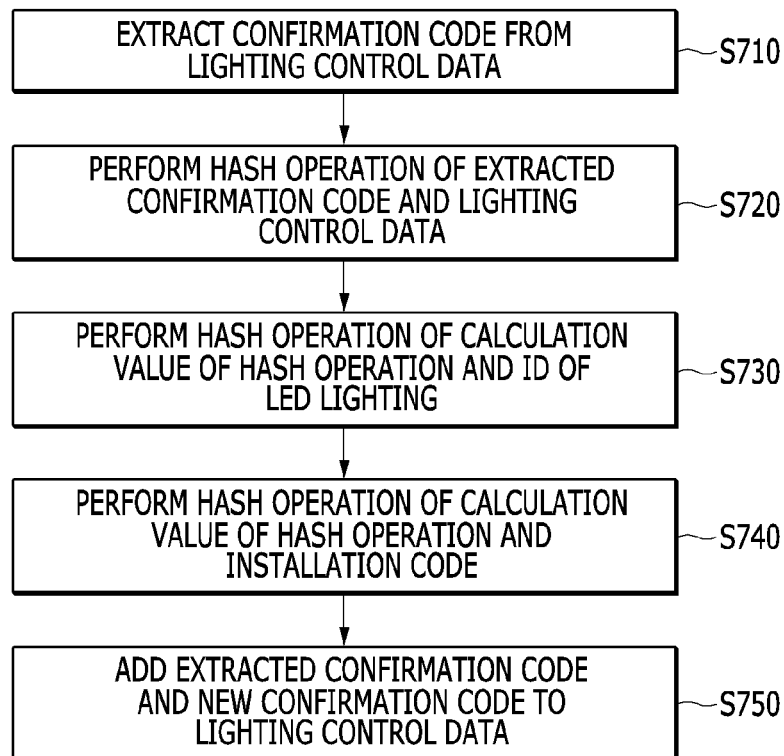 EXTRACT CONFIRMATION CODE FROM
LIGHTING CONTROL DATA
S710
PERFORM HASH OPERATION OF EXTRACTED
CONFIRMATION CODE AND LIGHTING
CONTROL DATA
S720
PERFORM HASH OPERATION OF CALCULATION
VALUE OF HASH OPERATION AND ID OF
LED LIGHTING
S730
PERFORM HASH OPERATION OF CALCULATION
VALUE OF HASH OPERATION AND
INSTALLATION CODE
S740
ADD EXTRACTED CONFIRMATION CODE
AND NEW CONFIRMATION CODE TO
LIGHTING CONTROL DATA
S750